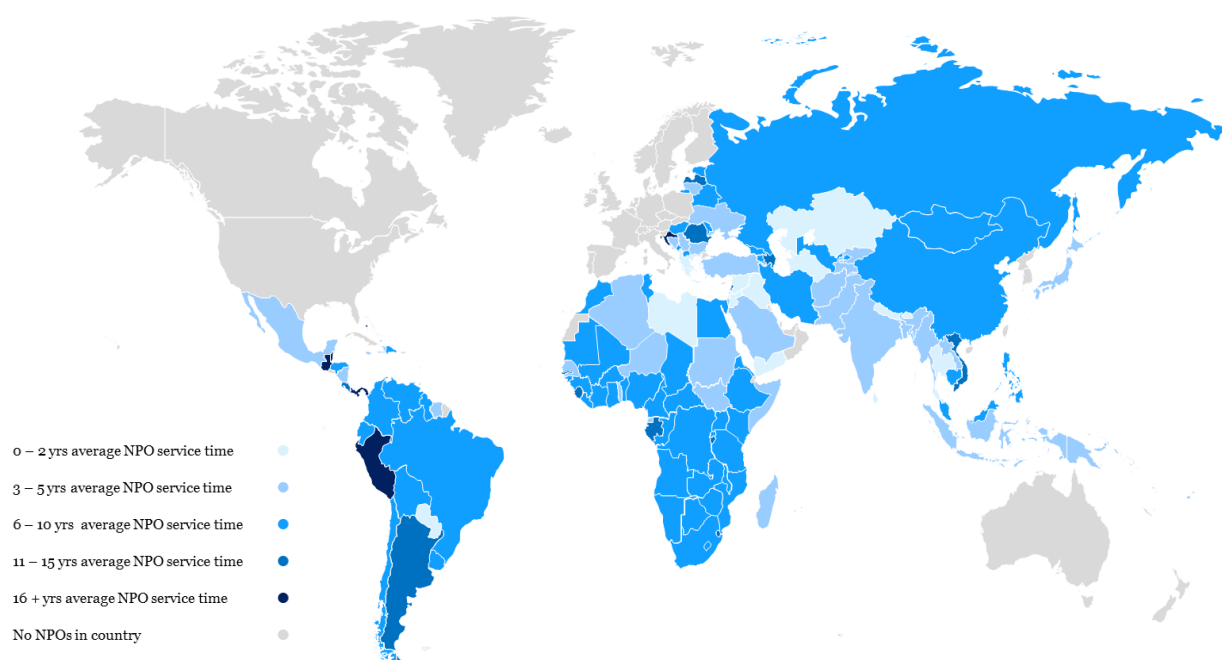 0 – 2 yrs average NPO service time
3 – 5 yrs average NPO service time
6 – 10 yrs  average NPO service time
11 – 15 yrs average NPO service time
16 + yrs average NPO service time
No NPOs in country